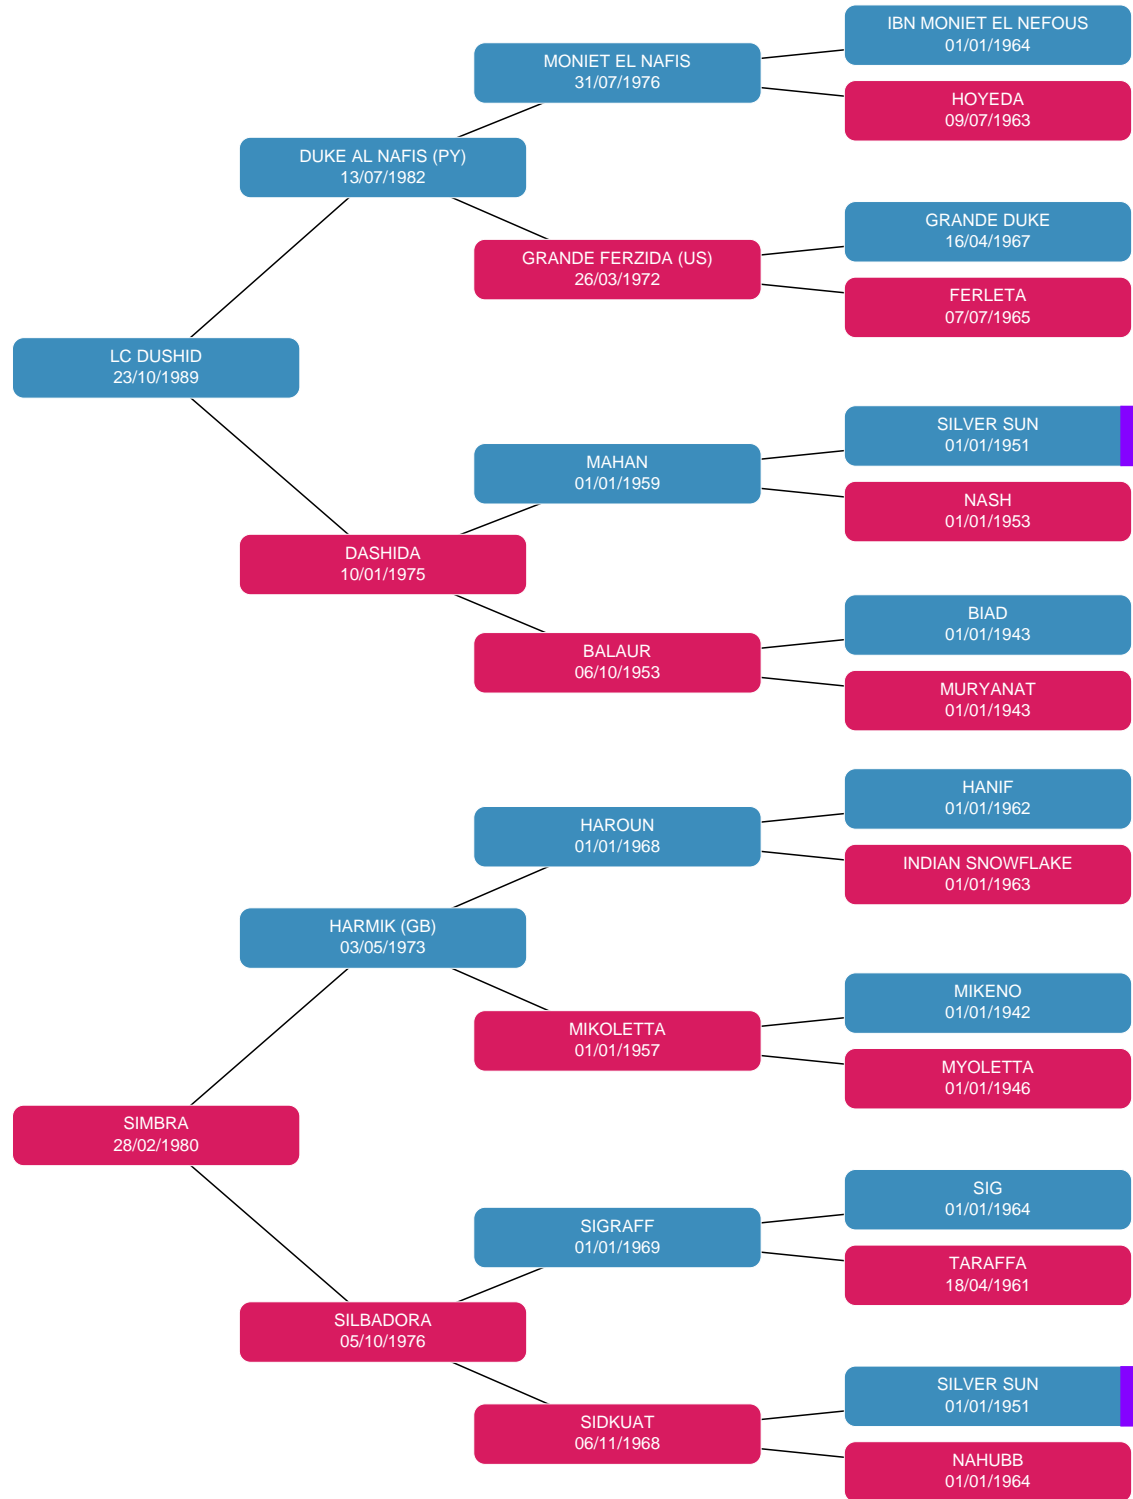 IBN MONIET EL NEFOUS
01/01/1964
MONIET EL NAFIS
31/07/1976
HOYEDA
09/07/1963
DUKE AL NAFIS (PY)
13/07/1982
GRANDE DUKE
16/04/1967
GRANDE FERZIDA (US)
26/03/1972
FERLETA
07/07/1965
LC DUSHID
23/10/1989
SILVER SUN
01/01/1951
MAHAN
01/01/1959
NASH
01/01/1953
DASHIDA
10/01/1975
BIAD
01/01/1943
BALAUR
06/10/1953
MURYANAT
01/01/1943
HANIF
01/01/1962
HAROUN
01/01/1968
INDIAN SNOWFLAKE
01/01/1963
HARMIK (GB)
03/05/1973
MIKENO
01/01/1942
MIKOLETTA
01/01/1957
MYOLETTA
01/01/1946
SIMBRA
28/02/1980
SIG
01/01/1964
SIGRAFF
01/01/1969
TARAFFA
18/04/1961
SILBADORA
05/10/1976
SILVER SUN
01/01/1951
SIDKUAT
06/11/1968
NAHUBB
01/01/1964